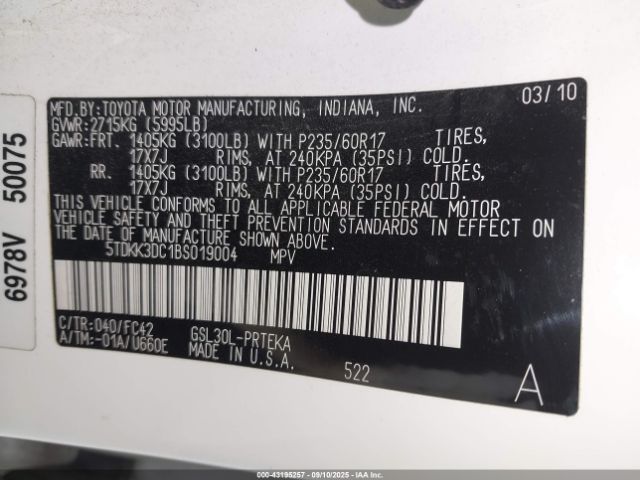 MFD.BY:TOYOTA MOTOR MANUFACTURING, INDIANA, INC. 03/10
GVWR:2715KG (5995LB)
GAWR:FRT. 1405KG (3100LB) WITH P235/60R17 TIRES,
17X7J RIMS, AT 240KPA (35PSI) COLD.
RR. 1405KG (3100LB) WITH P235/60R17 TIRES,
17X7J RIMS, AT 240KPA (35PSI) COLD.
THIS VEHICLE CONFORMS TO ALL APPLICABLE FEDERAL MOTOR
VEHICLE SAFETY AND THEFT PREVENTION STANDARDS IN EFFECT ON
THE DATE OF MANUFACTURE SHOWN ABOVE.
5TDKK3DC1BS019004 MPV
C/TR:040/FC42 GSL30L-PRTEKA
A/TM:-01A/U660E MADE IN U.S.A.
522 A
6978V 50075
000-43195257 - 09/10/2025 - IAAI.COM